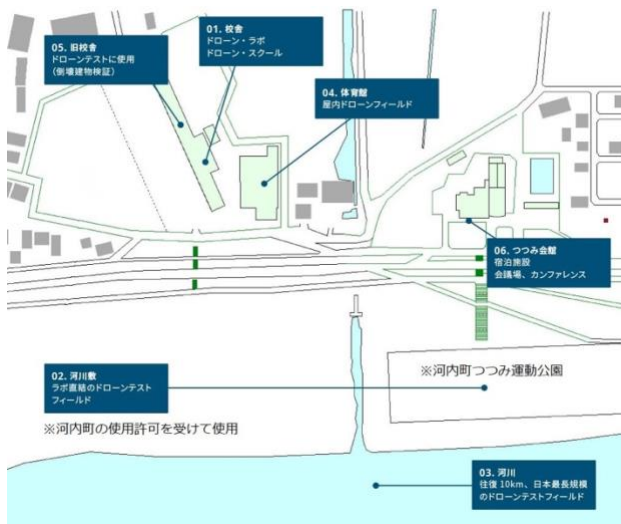 01. 校舎
ドローン・ラボ
ドローン・スクール
05. 旧校舎
ドローンテストに使用
（倒壊建物検証）
04. 体育館
屋内ドローンフィールド
06. つつみ会館
宿泊施設
会議場、カンファレンス
02. 河川敷
ラボ直結のドローンテスト
フィールド
※河内町つつみ運動公園
※河内町の使用許可を受けて使用
03. 河川
往復 10km、日本最長規模
のドローンテストフィールド